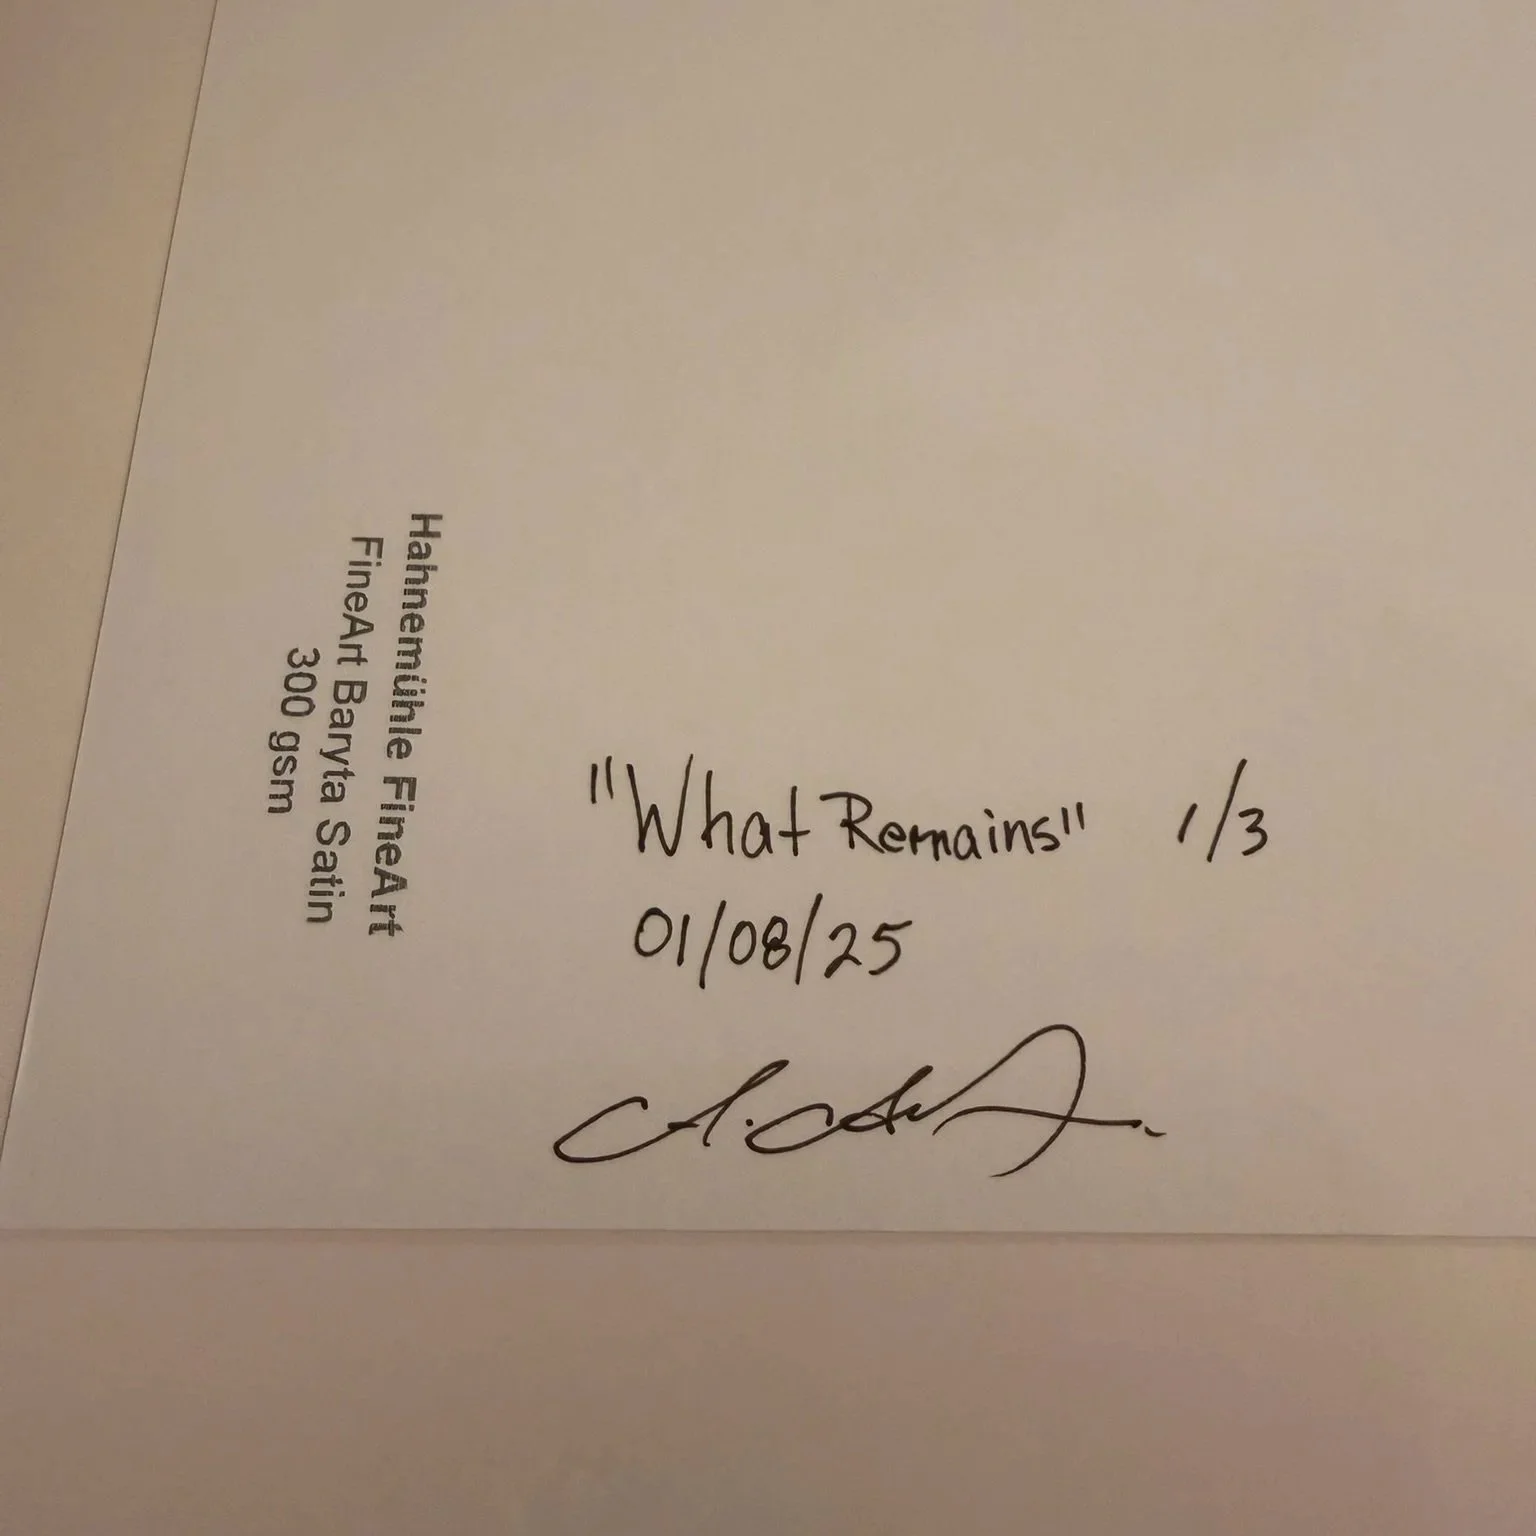 Hahnemühle FineArt
FineArt Baryta Satin
300 gsm
"What Remains" 1/3
01/08/25